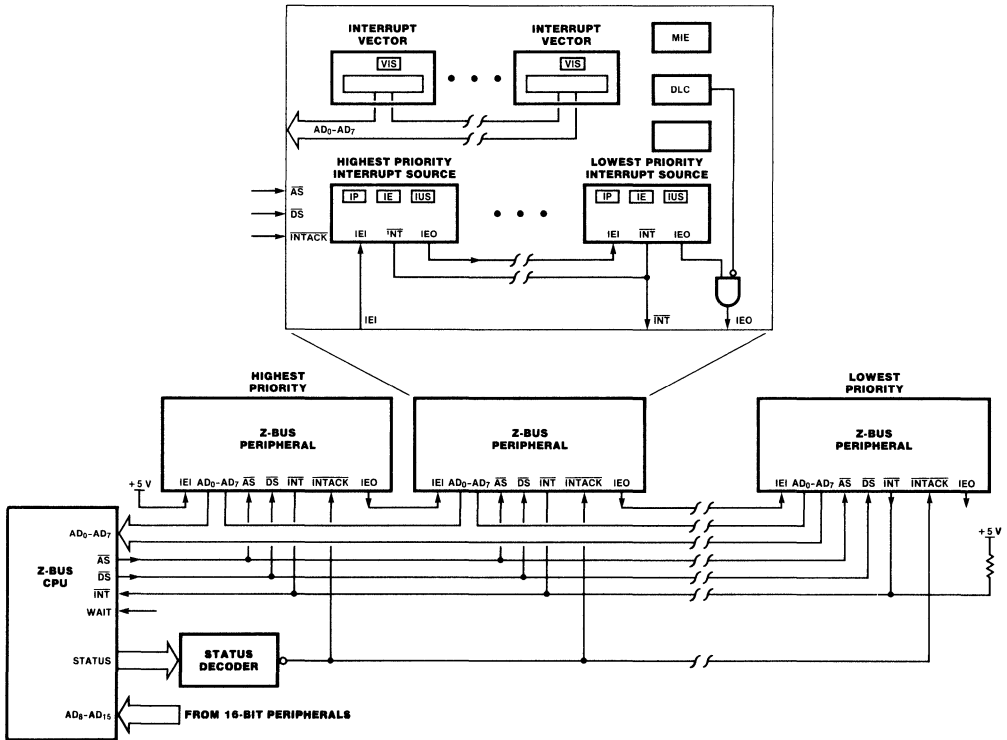 INTERRUPT VECTOR
INTERRUPT VECTOR
VIS
VIS
MIE
DLC
AD0-AD7
HIGHEST PRIORITY INTERRUPT SOURCE
LOWEST PRIORITY INTERRUPT SOURCE
IP IE IUS
IP IE IUS
AS
DS
INTACK
IEI INT IEO
IEI INT IEO
IEI
INT
IEO
HIGHEST PRIORITY
LOWEST PRIORITY
Z-BUS PERIPHERAL
Z-BUS PERIPHERAL
Z-BUS PERIPHERAL
+5 V
IEI AD0-AD7 AS DS INT INTACK IEO
IEI AD0-AD7 AS DS INT INTACK IEO
IEI AD0-AD7 AS DS INT INTACK IEO
+5 V
Z-BUS CPU
AD0-AD7
AS
DS
INT
WAIT
STATUS
STATUS DECODER
AD8-AD15
FROM 16-BIT PERIPHERALS